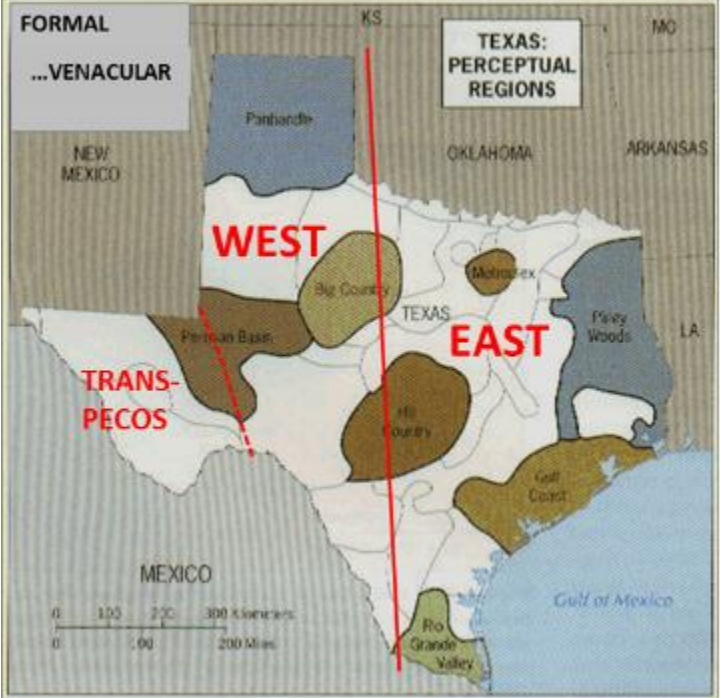 FORMAL
...VENACULAR
KS
MO
TEXAS:
PERCEPTUAL
REGIONS
Panhandle
NEW
MEXICO
OKLAHOMA
ARKANSAS
WEST
Big Country
Metroplex
TEXAS
EAST
Piney
Woods
LA
Permian Basin
TRANS-
PECOS
Hill
Country
Gulf
Coast
MEXICO
Gulf of Mexico
0 100 200 300 Kilometers
0 100 200 Miles
Rio
Grande
Valley